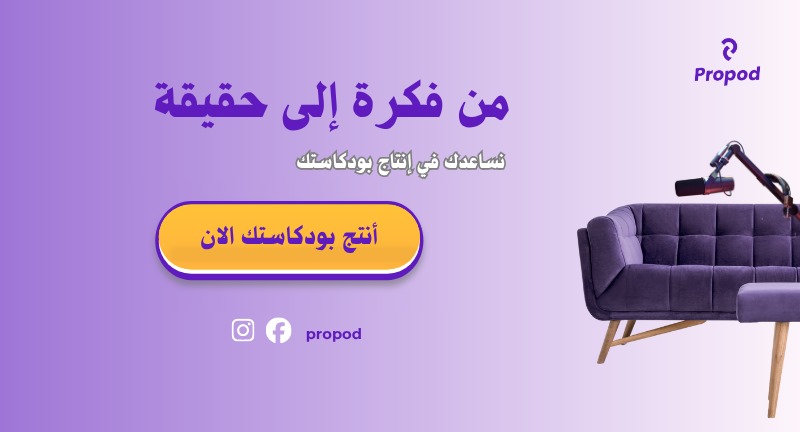 Propod
من فكرة إلى حقيقة
نساعدك في إنتاج بودكاستك
أنتج بودكاستك الان
propod